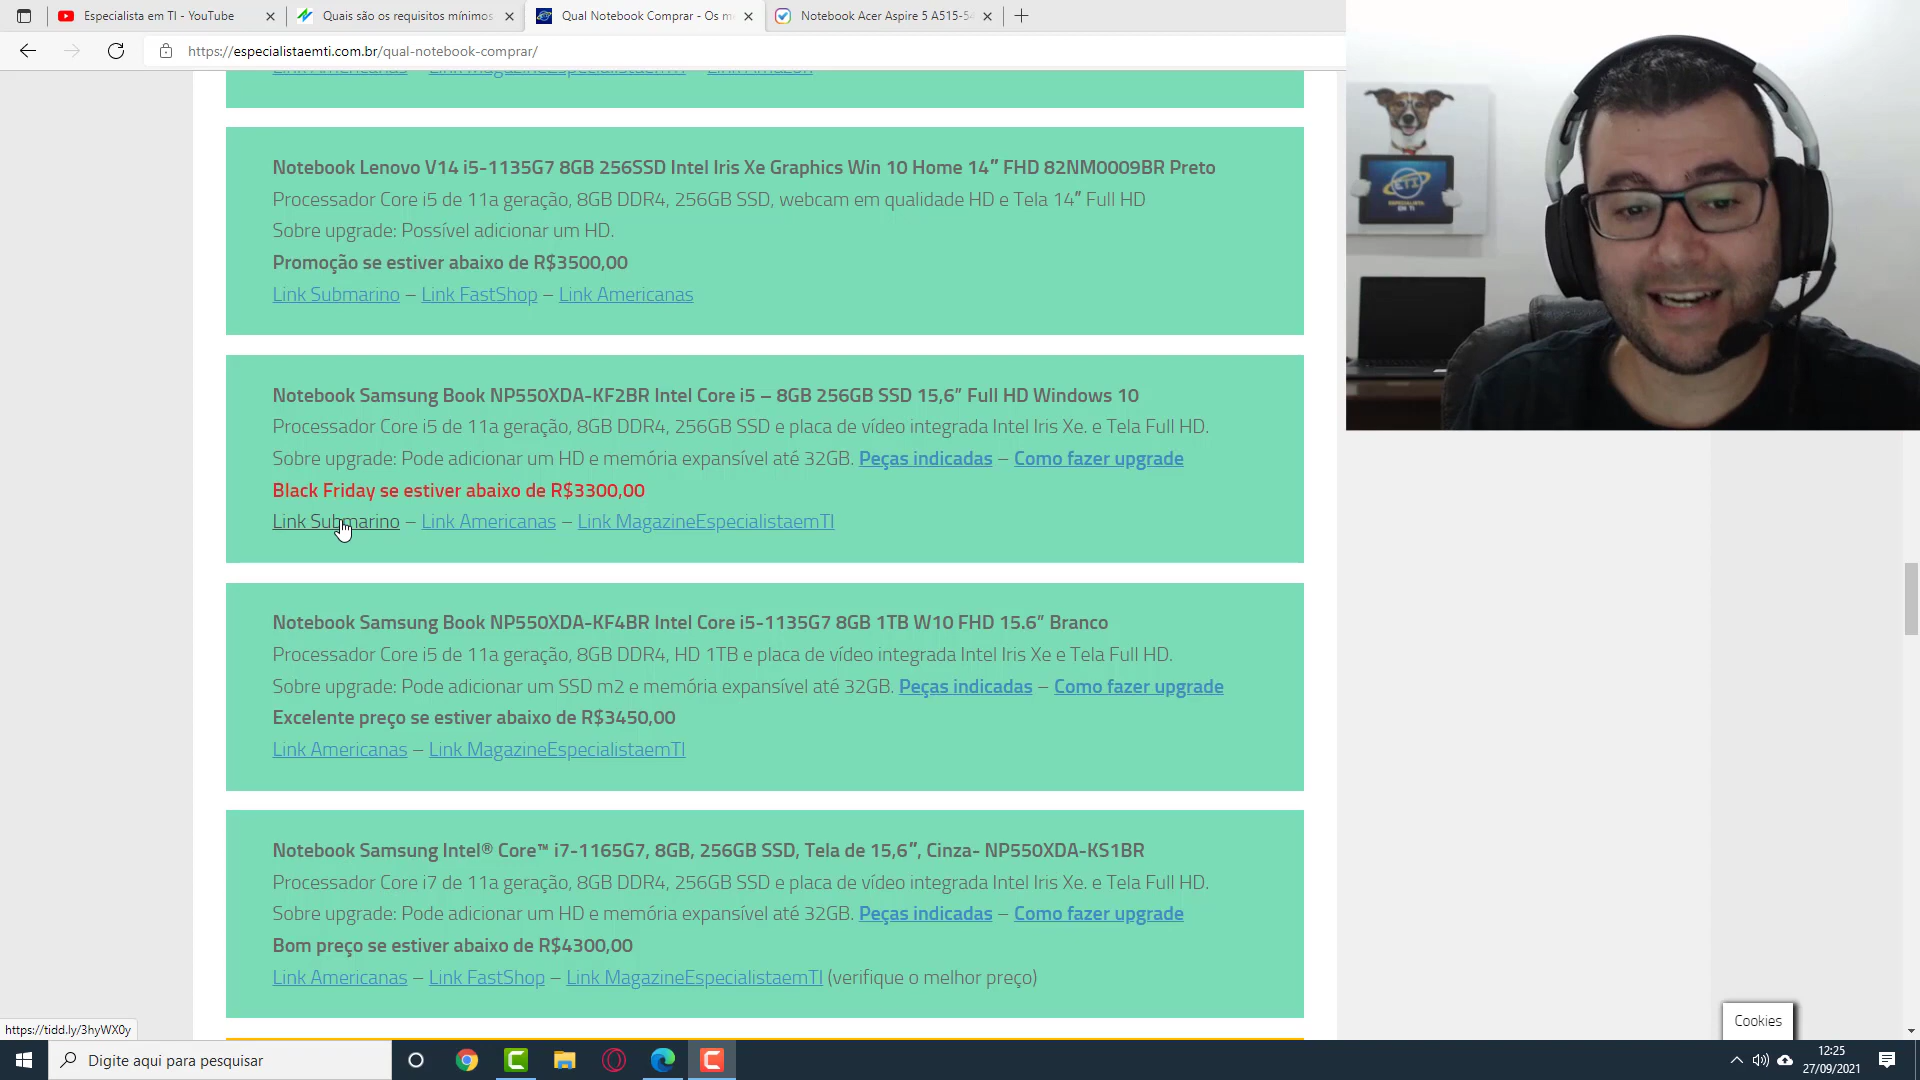 Especialista em TI - YouTube
Quais são os requisitos mínimos
Qual Notebook Comprar - Os m
Notebook Acer Aspire 5 A515-5
https://especialistaemti.com.br/qual-notebook-comprar/
Link Americanas – Link MagazineEspecialistaemTI – Link Amazon
Notebook Lenovo V14 i5-1135G7 8GB 256SSD Intel Iris Xe Graphics Win 10 Home 14″ FHD 82NM0009BR Preto
Processador Core i5 de 11a geração, 8GB DDR4, 256GB SSD, webcam em qualidade HD e Tela 14″ Full HD
Sobre upgrade: Possível adicionar um HD.
Promoção se estiver abaixo de R$3500,00
Link Submarino – Link FastShop – Link Americanas
Notebook Samsung Book NP550XDA-KF2BR Intel Core i5 – 8GB 256GB SSD 15,6” Full HD Windows 10
Processador Core i5 de 11a geração, 8GB DDR4, 256GB SSD e placa de vídeo integrada Intel Iris Xe. e Tela Full HD.
Sobre upgrade: Pode adicionar um HD e memória expansível até 32GB. Peças indicadas – Como fazer upgrade
Black Friday se estiver abaixo de R$3300,00
Link Submarino – Link Americanas – Link MagazineEspecialistaemTI
Notebook Samsung Book NP550XDA-KF4BR Intel Core i5-1135G7 8GB 1TB W10 FHD 15.6” Branco
Processador Core i5 de 11a geração, 8GB DDR4, HD 1TB e placa de vídeo integrada Intel Iris Xe e Tela Full HD.
Sobre upgrade: Pode adicionar um SSD m2 e memória expansível até 32GB. Peças indicadas – Como fazer upgrade
Excelente preço se estiver abaixo de R$3450,00
Link Americanas – Link MagazineEspecialistaemTI
Notebook Samsung Intel® Core™ i7-1165G7, 8GB, 256GB SSD, Tela de 15,6″, Cinza- NP550XDA-KS1BR
Processador Core i7 de 11a geração, 8GB DDR4, 256GB SSD e placa de vídeo integrada Intel Iris Xe. e Tela Full HD.
Sobre upgrade: Pode adicionar um HD e memória expansível até 32GB. Peças indicadas – Como fazer upgrade
Bom preço se estiver abaixo de R$4300,00
Link Americanas – Link FastShop – Link MagazineEspecialistaemTI (verifique o melhor preço)
ETI
ESPECIALISTA
EM TI
Cookies
https://tidd.ly/3hyWX0y
Digite aqui para pesquisar
12:25
27/09/2021